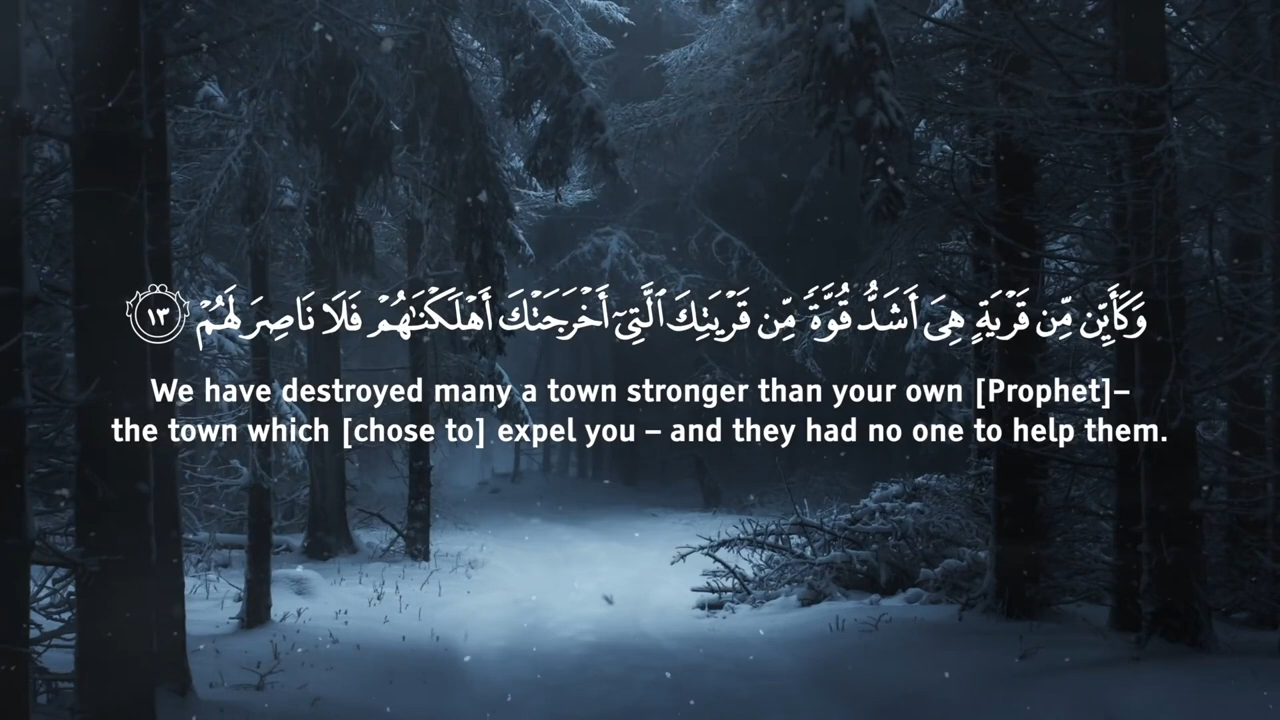 وَكَأَيِّن مِّن قَرْيَةٍ هِىَ أَشَدُّ قُوَّةً مِّن قَرْيَتِكَ ٱلَّتِىٓ أَخْرَجَتْكَ أَهْلَكْنَـٰهُمْ فَلَا نَاصِرَ لَهُمْ ١٣
We have destroyed many a town stronger than your own [Prophet]–
the town which [chose to] expel you – and they had no one to help them.